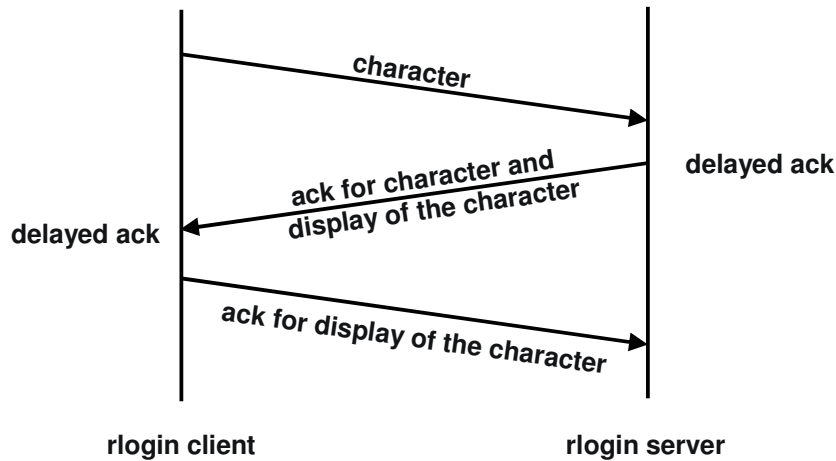 character
ack for character and
display of the character
delayed ack
delayed ack
ack for display of the character
rlogin client
rlogin server